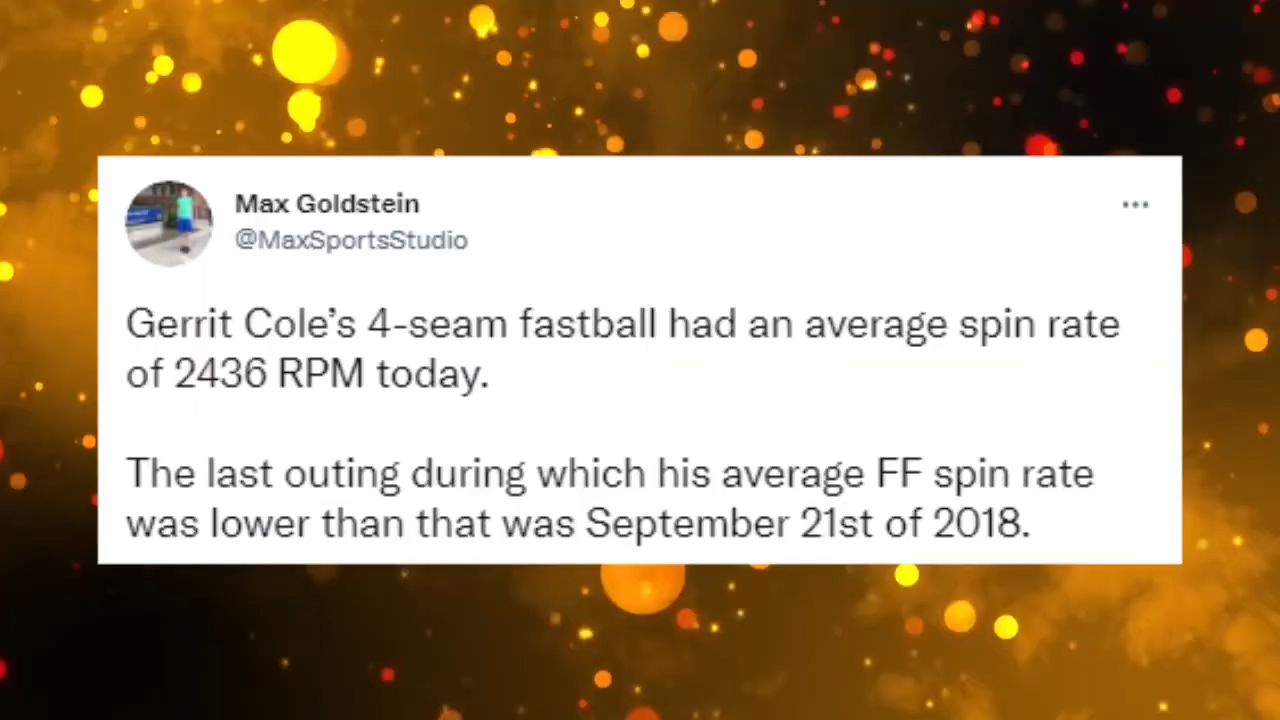 Max Goldstein
@MaxSportsStudio
Gerrit Cole’s 4-seam fastball had an average spin rate
of 2436 RPM today.
The last outing during which his average FF spin rate
was lower than that was September 21st of 2018.